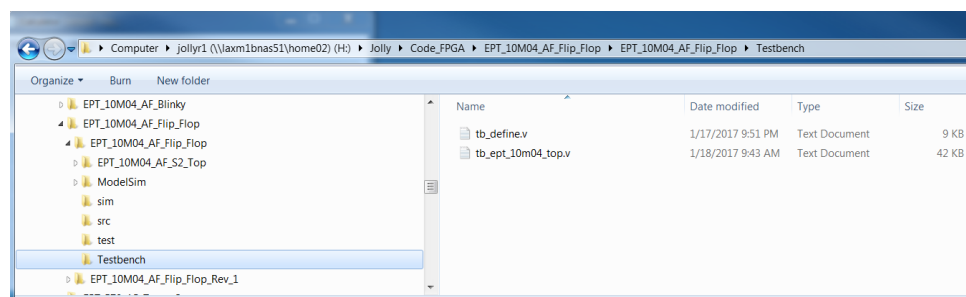 Computer jollyr1 (\\laxm1bnas51\home02) (H:) Jolly Code_FPGA EPT_10M04_AF_Flip_Flop EPT_10M04_AF_Flip_Flop Testbench
Organize Burn New folder
EPT_10M04_AF_Blinky
EPT_10M04_AF_Flip_Flop
EPT_10M04_AF_Flip_Flop
EPT_10M04_AF_S2_Top
ModelSim
sim
src
test
Testbench
EPT_10M04_AF_Flip_Flop_Rev_1
Name Date modified Type Size
tb_define.v 1/17/2017 9:51 PM Text Document 9 KB
tb_ept_10m04_top.v 1/18/2017 9:43 AM Text Document 42 KB